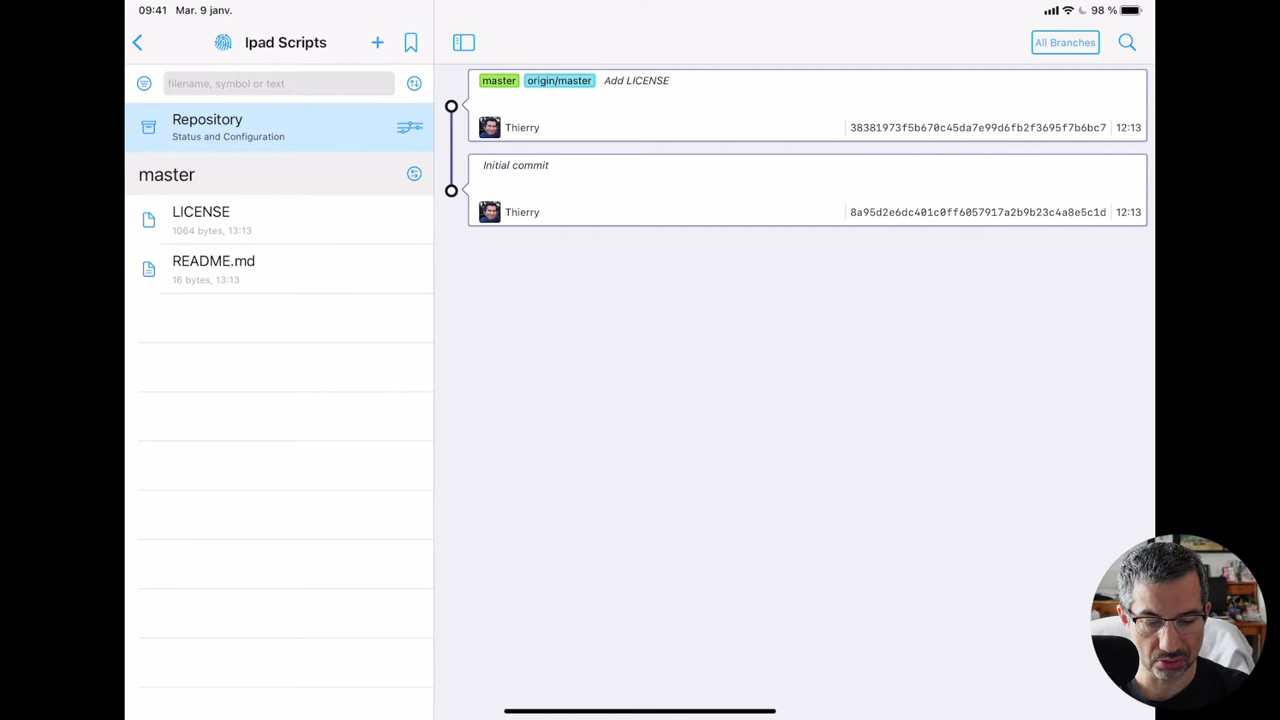 09:41 Mar. 9 janv.
98 %
Ipad Scripts
All Branches
filename, symbol or text
Repository
Status and Configuration
master
LICENSE
1064 bytes, 13:13
README.md
16 bytes, 13:13
master origin/master Add LICENSE
Thierry 38381973f5b670c45da7e99d6fb2f3695f7b6bc7 12:13
Initial commit
Thierry 8a95d2e6dc401c0ff6057917a2b9b23c4a8e5c1d 12:13